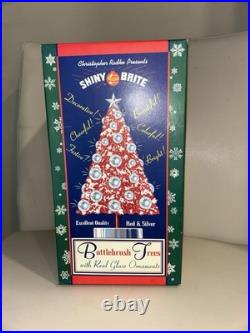 Christopher Radko Presents
SHINY BRITE
Decorative!
Cheerful!
Festive
Beautiful!
Colorful!
Bright!
Excellent Quality
Red & Silver
Bottlebrush Trees
with Real Glass Ornaments